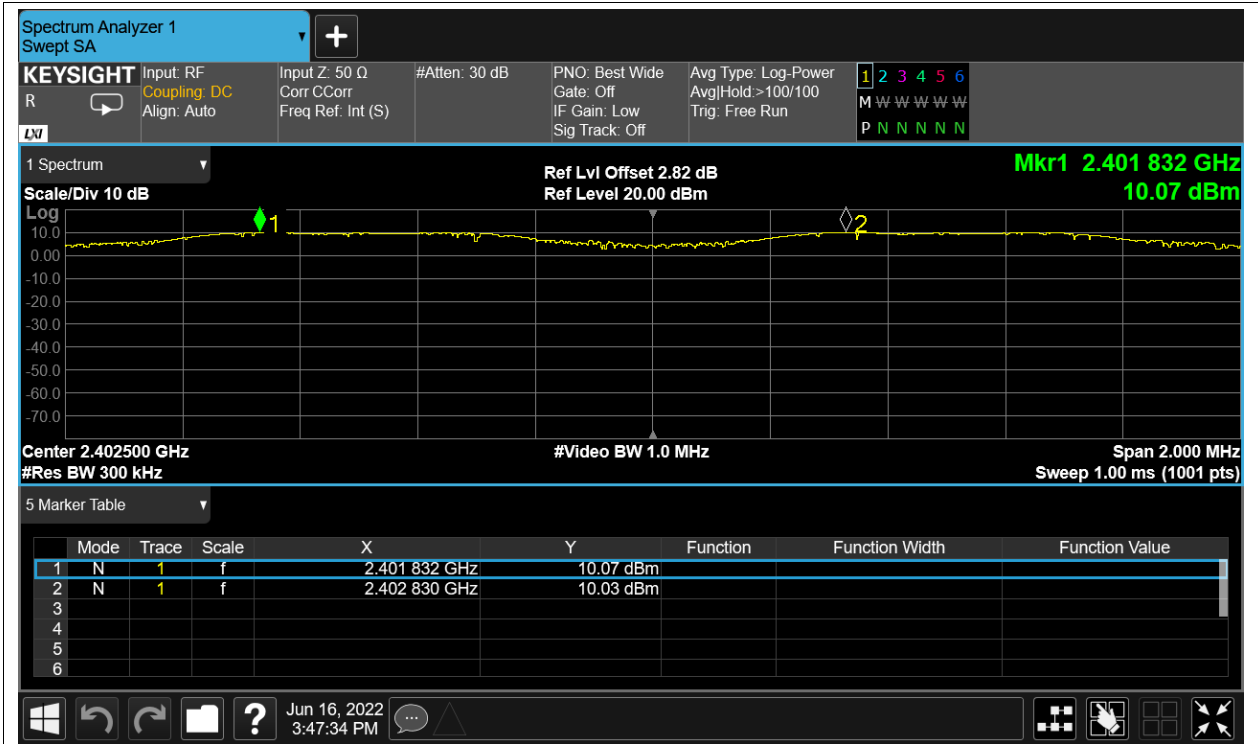 Spectrum Analyzer 1
Swept SA
+
KEYSIGHT
R
LXI
Input: RF
Coupling: DC
Align: Auto
Input Z: 50 Ω
Corr CCorr
Freq Ref: Int (S)
#Atten: 30 dB
PNO: Best Wide
Gate: Off
IF Gain: Low
Sig Track: Off
Avg Type: Log-Power
Avg|Hold:>100/100
Trig: Free Run
1 2 3 4 5 6
M W W W W W
P N N N N N
1 Spectrum
Scale/Div 10 dB
Ref Lvl Offset 2.82 dB
Ref Level 20.00 dBm
Mkr1 2.401 832 GHz
10.07 dBm
Log
10.0
0.00
-10.0
-20.0
-30.0
-40.0
-50.0
-60.0
-70.0
1
2
Center 2.402500 GHz
#Res BW 300 kHz
#Video BW 1.0 MHz
Span 2.000 MHz
Sweep 1.00 ms (1001 pts)
5 Marker Table
Mode Trace Scale X Y Function Function Width Function Value
1 N 1 f 2.401 832 GHz 10.07 dBm
2 N 1 f 2.402 830 GHz 10.03 dBm
3
4
5
6
?
Jun 16, 2022
3:47:34 PM